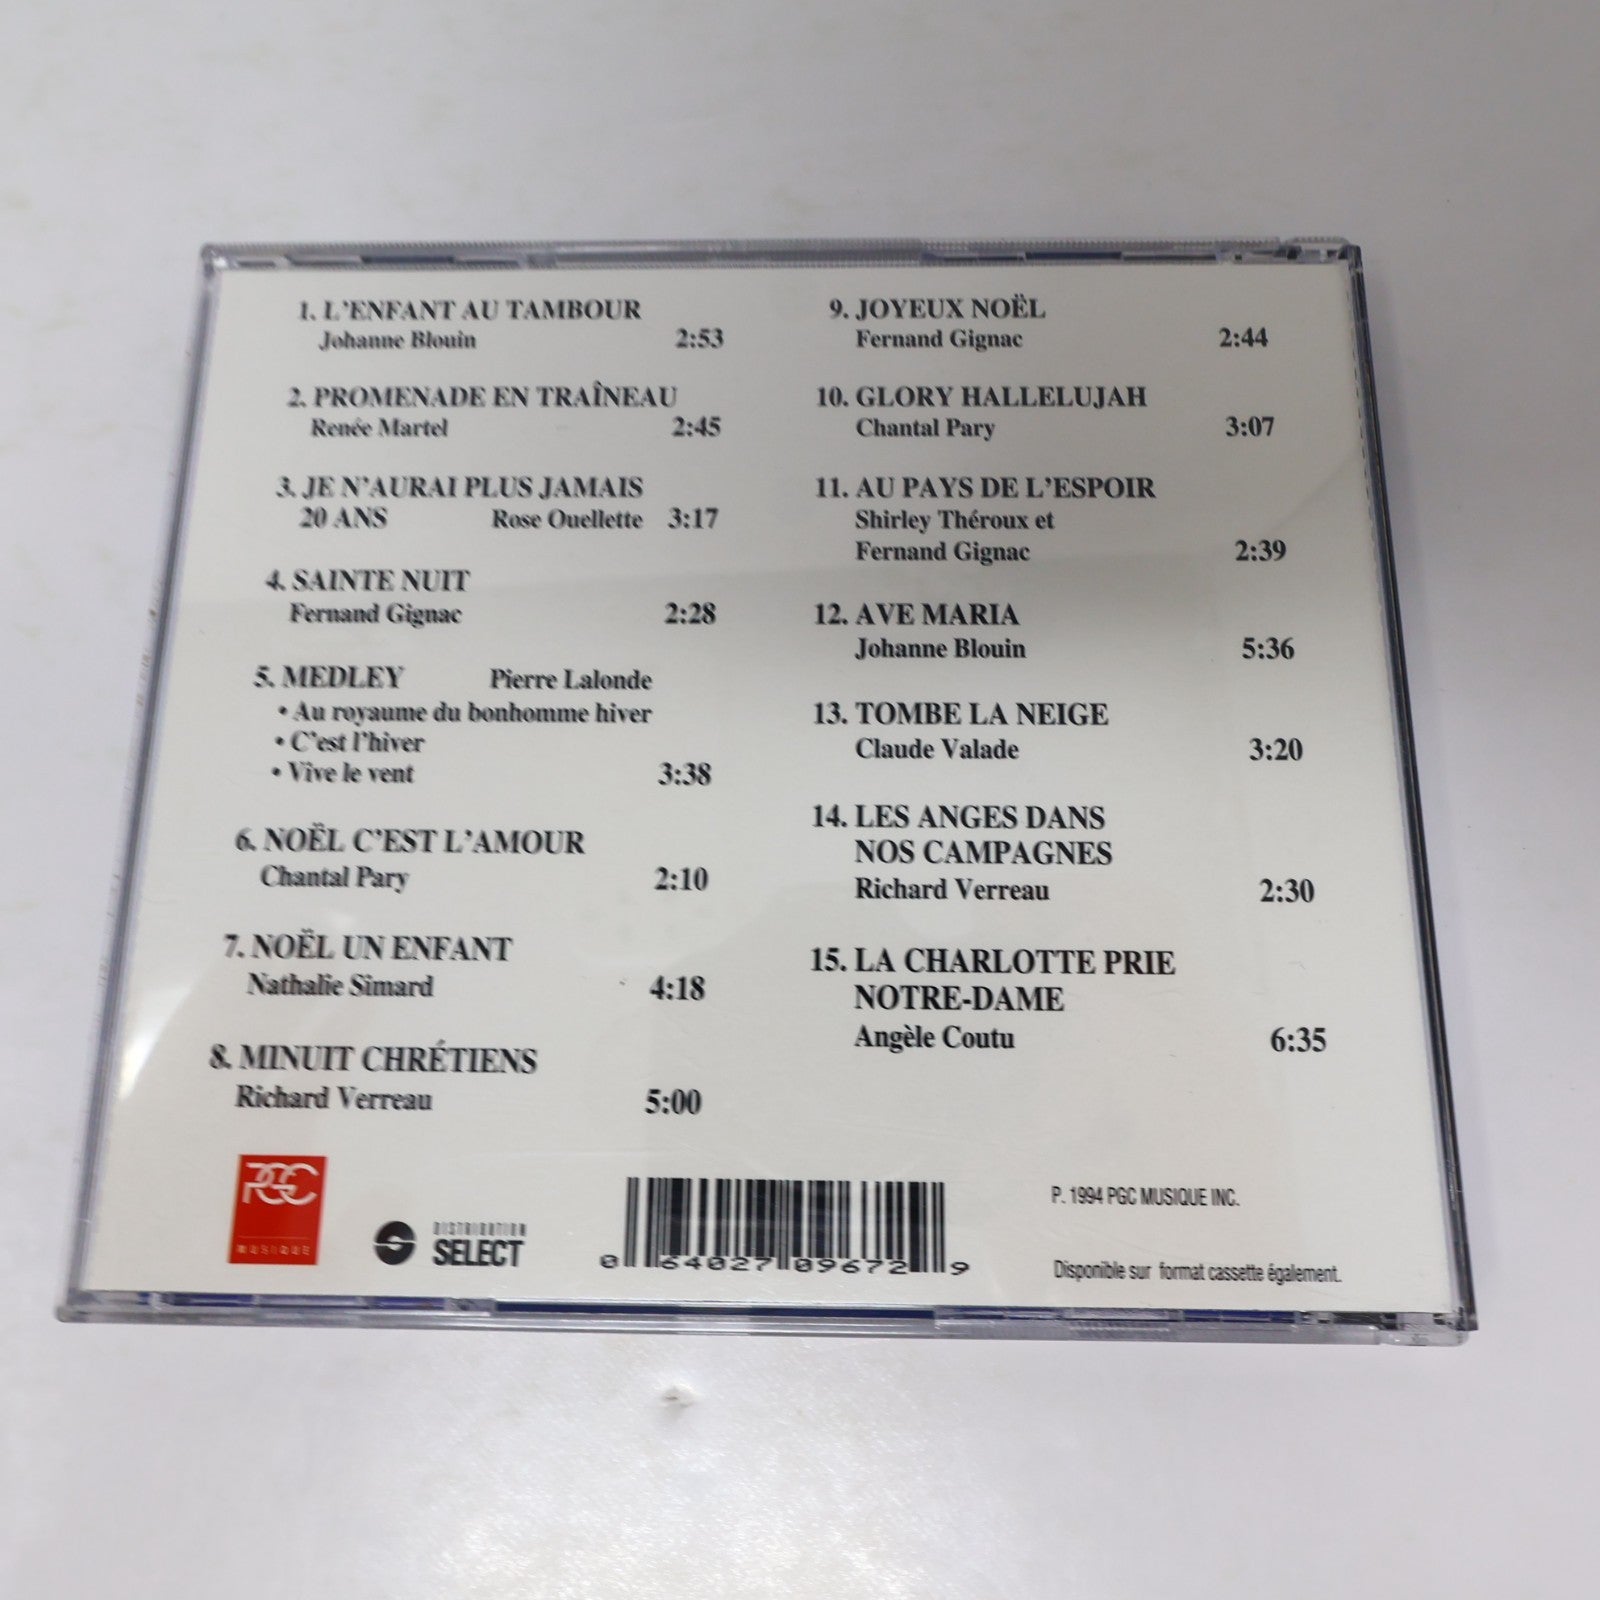 1. L'ENFANT AU TAMBOUR
Johanne Blouin 2:53
2. PROMENADE EN TRAÎNEAU
Renée Martel 2:45
3. JE N'AURAI PLUS JAMAIS
20 ANS Rose Ouellette 3:17
4. SAINTE NUIT
Fernand Gignac 2:28
5. MEDLEY Pierre Lalonde
• Au royaume du bonhomme hiver
• C'est l'hiver
• Vive le vent 3:38
6. NOËL C'EST L'AMOUR
Chantal Pary 2:10
7. NOËL UN ENFANT
Nathalie Simard 4:18
8. MINUIT CHRÉTIENS
Richard Verreau 5:00
9. JOYEUX NOËL
Fernand Gignac 2:44
10. GLORY HALLELUJAH
Chantal Pary 3:07
11. AU PAYS DE L'ESPOIR
Shirley Théroux et
Fernand Gignac 2:39
12. AVE MARIA
Johanne Blouin 5:36
13. TOMBE LA NEIGE
Claude Valade 3:20
14. LES ANGES DANS
NOS CAMPAGNES
Richard Verreau 2:30
15. LA CHARLOTTE PRIE
NOTRE-DAME
Angèle Coutu 6:35
PGC
MUSIQUE
DISTRIBUTION
SELECT
0 64027 09672 9
P. 1994 PGC MUSIQUE INC.
Disponible sur format cassette également.